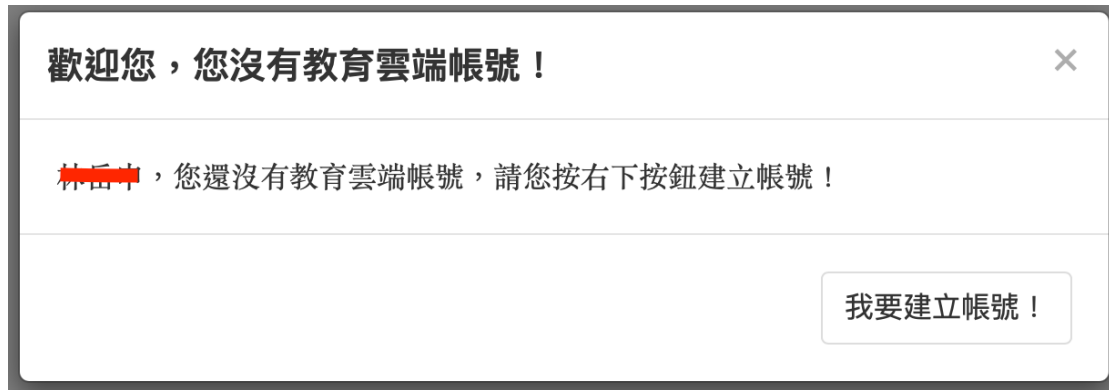 歡迎您，您沒有教育雲端帳號！
×
，您還沒有教育雲端帳號，請您按右下按鈕建立帳號！
我要建立帳號！